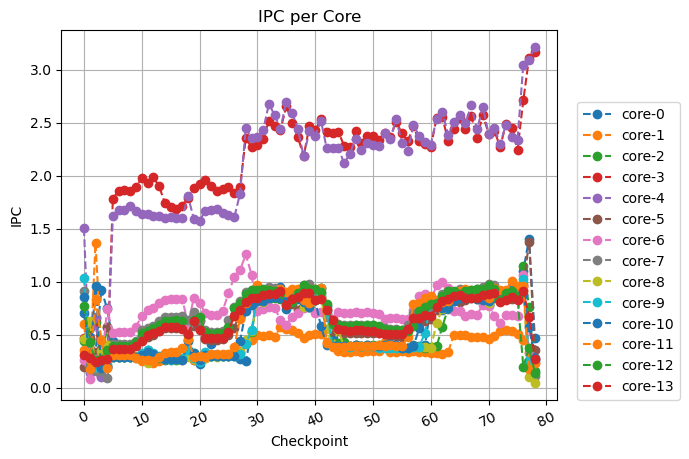 IPC per Core
IPC
3.0
2.5
2.0
1.5
1.0
0.5
0.0
0
10
20
30
40
50
60
70
80
Checkpoint
core-0
core-1
core-2
core-3
core-4
core-5
core-6
core-7
core-8
core-9
core-10
core-11
core-12
core-13